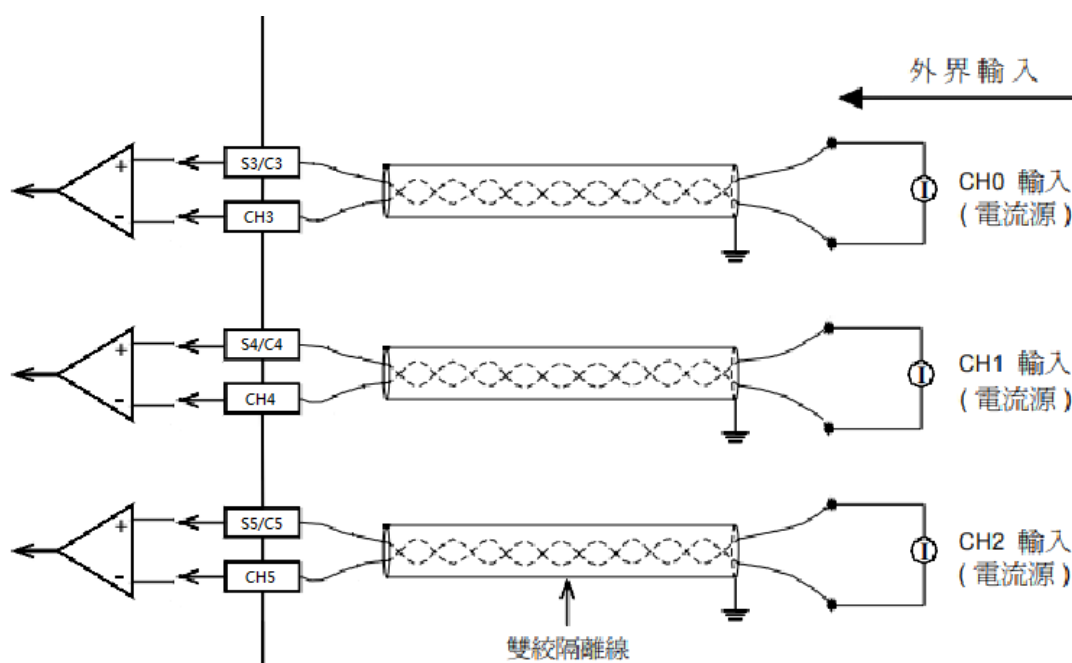 外界輸入
+
S3/C3
-
CH3
I
CH0 輸入
(電流源)
+
S4/C4
-
CH4
I
CH1 輸入
(電流源)
+
S5/C5
-
CH5
I
CH2 輸入
(電流源)
雙絞隔離線